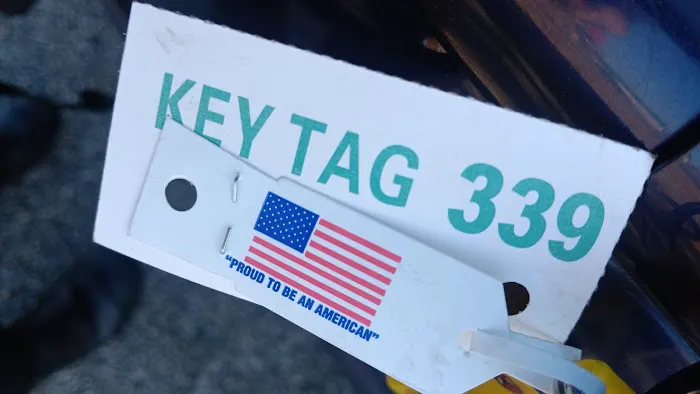 KEY TAG 339
"PROUD TO BE AN AMERICAN"